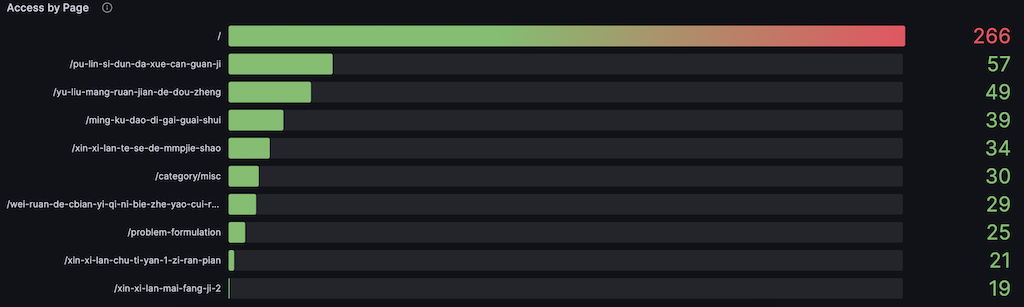 Access by Page
/ 266
/pu-lin-si-dun-da-xue-can-guan-ji 57
/yu-liu-mang-ruan-jian-de-dou-zheng 49
/ming-ku-dao-di-gai-guai-shui 39
/xin-xi-lan-te-se-de-mmpjie-shao 34
/category/misc 30
/wei-ruan-de-cbian-yi-qi-ni-bie-zhe-yao-cui-r... 29
/problem-formulation 25
/xin-xi-lan-chu-ti-yan-1-zi-ran-pian 21
/xin-xi-lan-mai-fang-ji-2 19